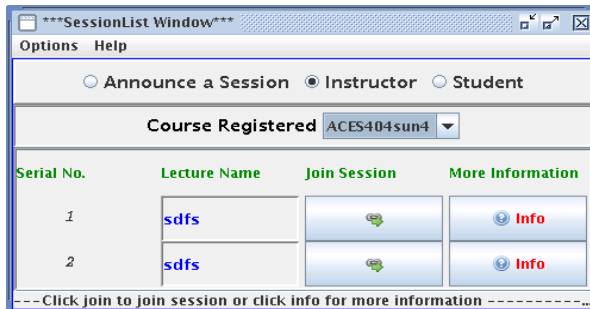 ***SessionList Window***
Options Help
Announce a Session Instructor Student
Course Registered ACES404sun4
Serial No. Lecture Name Join Session More Information
1 sdfs Info
2 sdfs Info
---Click join to join session or click info for more information ----------...